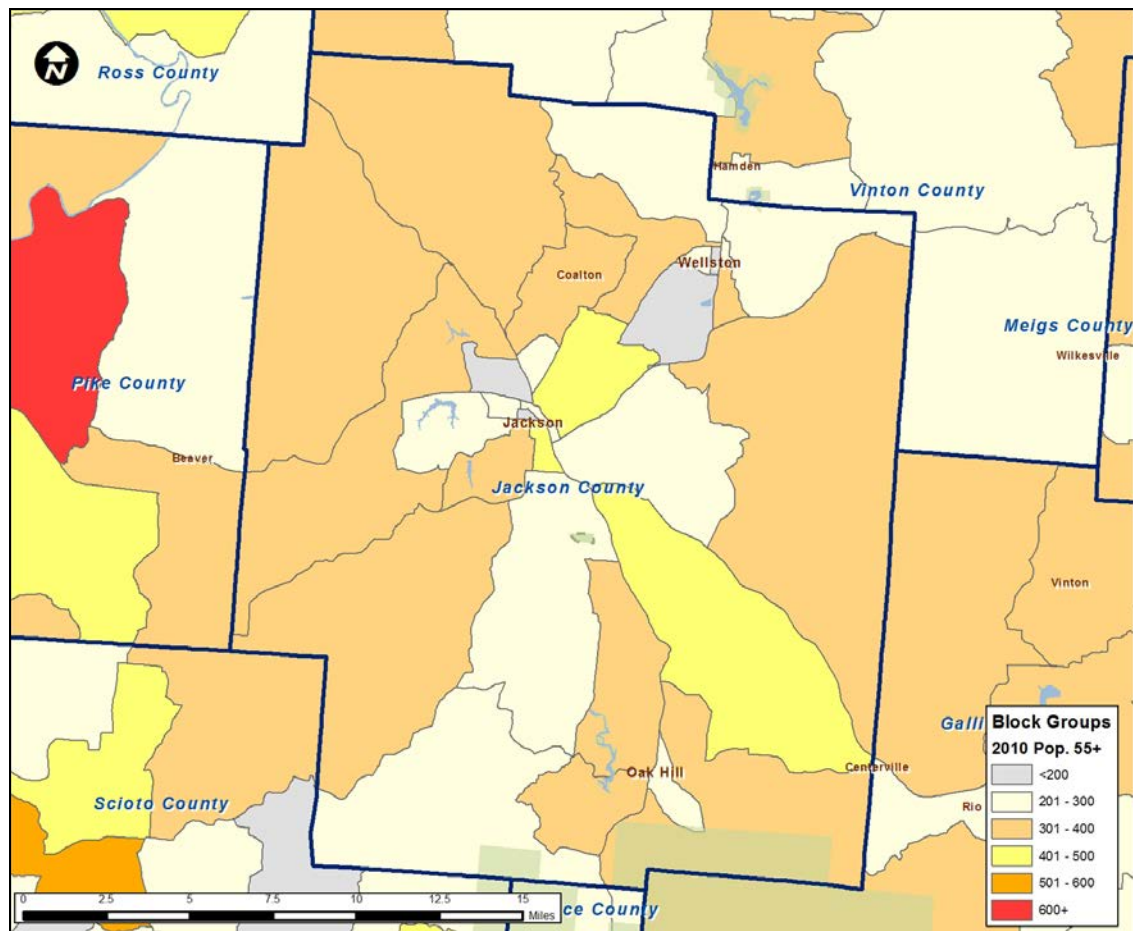 N
Ross County
Hamden
Vinton County
Wellston
Coalton
Meigs County
Wilkesville
Pike County
Jackson
Beaver
Jackson County
Vinton
Galli
Block Groups
2010 Pop. 55+
<200
201 - 300
301 - 400
401 - 500
501 - 600
600+
Centerville
Oak Hill
Rio
Scioto County
0 2.5 5 7.5 10 15
Miles
ce County